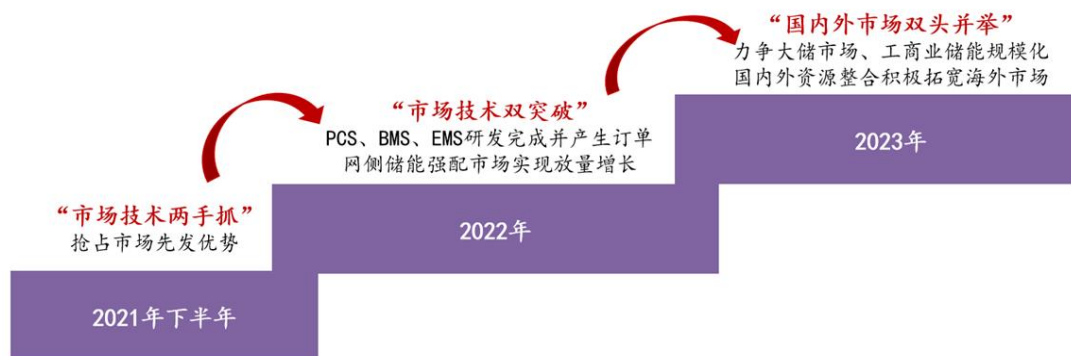 “国内外市场双头并举”
力争大储市场、工商业储能规模化
国内外资源整合积极拓宽海外市场
2023年
“市场技术双突破”
PCS、BMS、EMS研发完成并产生订单
网侧储能强配市场实现放量增长
2022年
“市场技术两手抓”
抢占市场先发优势
2021年下半年